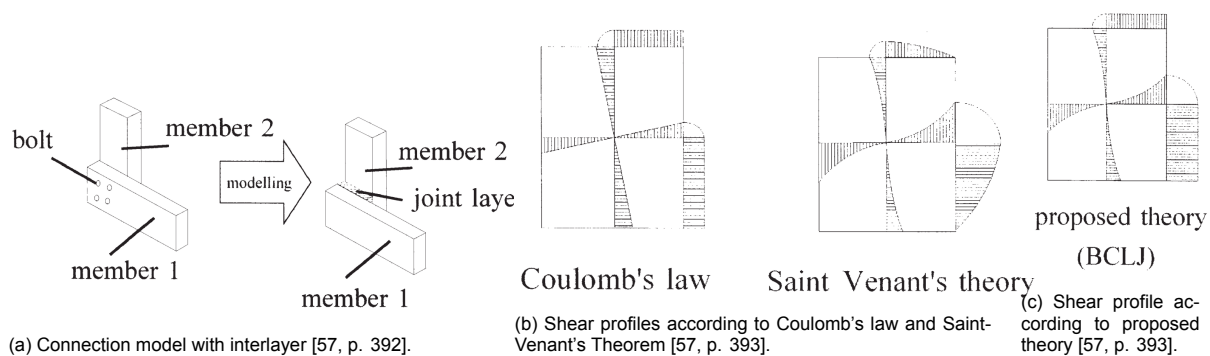 bolt
member 2
member 1
modelling
member 2
joint laye
member 1
(a) Connection model with interlayer [57, p. 392].
Coulomb's law
Saint Venant's theory
(b) Shear profiles according to Coulomb's law and Saint-
Venant's Theorem [57, p. 393].
proposed theory
(BCLJ)
(c) Shear profile ac-
cording to proposed
theory [57, p. 393].